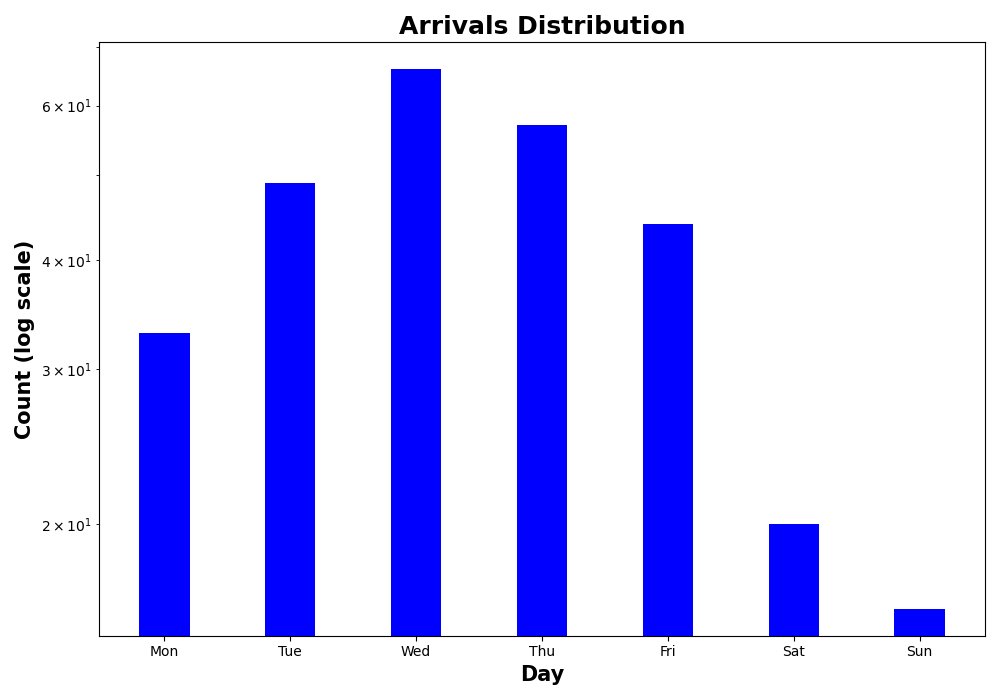 Arrivals Distribution
Count (log scale)
6 × 10¹
4 × 10¹
3 × 10¹
2 × 10¹
Mon Tue Wed Thu Fri Sat Sun
Day